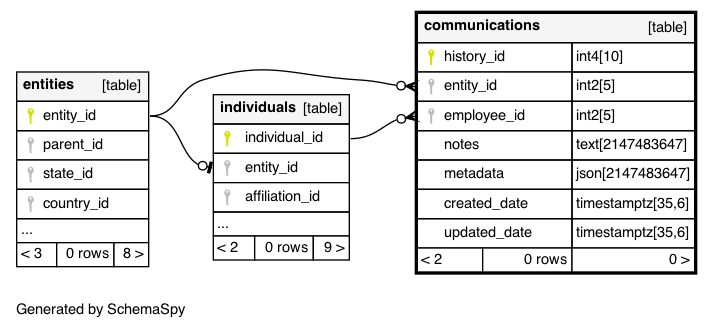 communications [table]
history_id int4[10]
entity_id int2[5]
employee_id int2[5]
notes text[2147483647]
metadata json[2147483647]
created_date timestamptz[35,6]
updated_date timestamptz[35,6]
< 2 0 rows 0 >
entities [table]
entity_id
parent_id
state_id
country_id
...
< 3 0 rows 8 >
individuals [table]
individual_id
entity_id
affiliation_id
...
< 2 0 rows 9 >
Generated by SchemaSpy